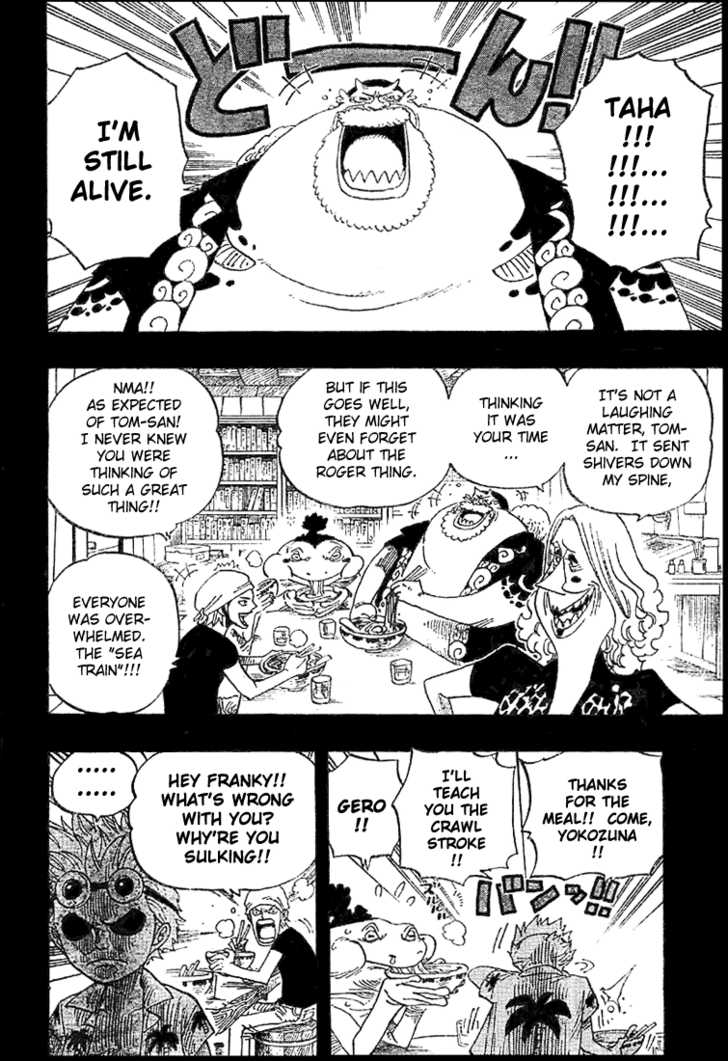 どーん!!
TAHA
!!!
!!!...
!!!...
!!!...
I'M
STILL
ALIVE.
IT'S NOT A
LAUGHING
MATTER, TOM-
SAN. IT SENT
SHIVERS DOWN
MY SPINE,
THINKING
IT WAS
YOUR TIME
...
BUT IF THIS
GOES WELL,
THEY MIGHT
EVEN FORGET
ABOUT THE
ROGER THING.
NMA!!
AS EXPECTED
OF TOM-SAN!
I NEVER KNEW
YOU WERE
THINKING OF
SUCH A GREAT
THING!!
EVERYONE
WAS OVER-
WHELMED.
THE "SEA
TRAIN"!!!
HEY FRANKY!!
WHAT'S WRONG
WITH YOU?
WHY'RE YOU
SULKING!!
.....
.....
THANKS
FOR THE
MEAL!! COME,
YOKOZUNA
!!
I'LL
TEACH
YOU THE
CRAWL
STROKE
!!
GERO
!!
バンッ!!